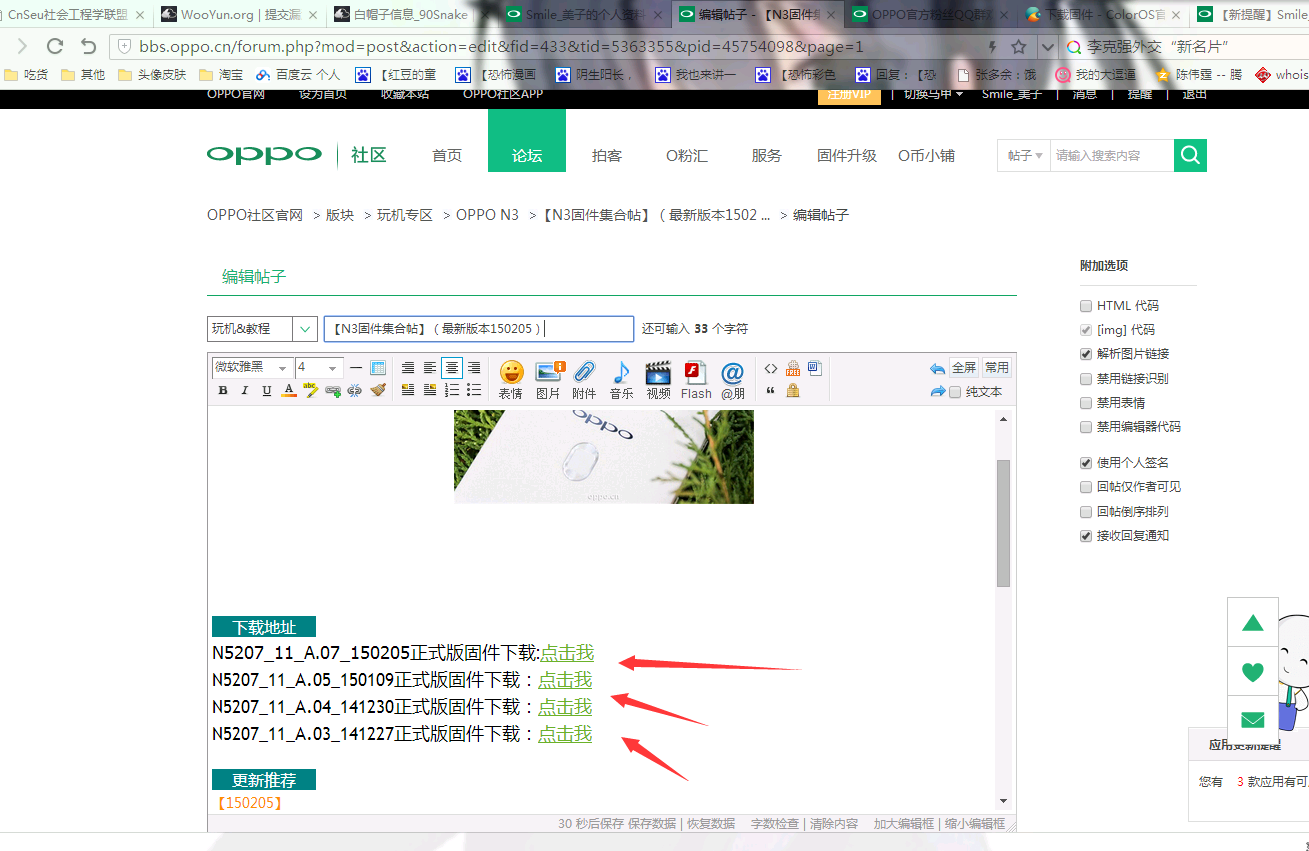 CnSeu社会工程学联盟
WooYun.org | 提交漏
白帽子信息_90Snake
Smile_美子的个人资料
编辑帖子 - 【N3固件集
OPPO官方粉丝QQ群
下载固件 - ColorOS官
【新提醒】Smile_
bbs.oppo.cn/forum.php?mod=post&action=edit&fid=433&tid=5363355&pid=45754098&page=1
李克强外交“新名片”
吃货 其他 头像皮肤 淘宝 百度云 个人 【红豆的童 【恐怖漫画 阴生阳长， 我也来讲一 【恐怖彩色 回复：【恐 张多余：饿 我的大逗逼 陈伟霆 -- 腾 whois
OPPO官网 设为首页 收藏本站 OPPO社区APP 注册VIP | 切换马甲 Smile_美子 | 消息 | 提醒 | 退出
oppo 社区 首页 论坛 拍客 O粉汇 服务 固件升级 O币小铺 帖子 请输入搜索内容
OPPO社区官网 > 版块 > 玩机专区 > OPPO N3 > 【N3固件集合帖】（最新版本1502 ... > 编辑帖子
编辑帖子
玩机&教程 【N3固件集合帖】（最新版本150205） 还可输入 33 个字符
微软雅黑 4
B I U A abc
表情 图片 附件 音乐 视频 Flash @朋
全屏 常用
纯文本
oppo
oppo.cn
下载地址
N5207_11_A.07_150205正式版固件下载:点击我
N5207_11_A.05_150109正式版固件下载：点击我
N5207_11_A.04_141230正式版固件下载：点击我
N5207_11_A.03_141227正式版固件下载：点击我
更新推荐
【150205】
30 秒后保存 保存数据 | 恢复数据 字数检查 | 清除内容 加大编辑框 | 缩小编辑框
附加选项
HTML 代码
[img] 代码
解析图片链接
禁用链接识别
禁用表情
禁用编辑器代码
使用个人签名
回帖仅作者可见
回帖倒序排列
接收回复通知
应用更新提醒
您有 3 款应用有可